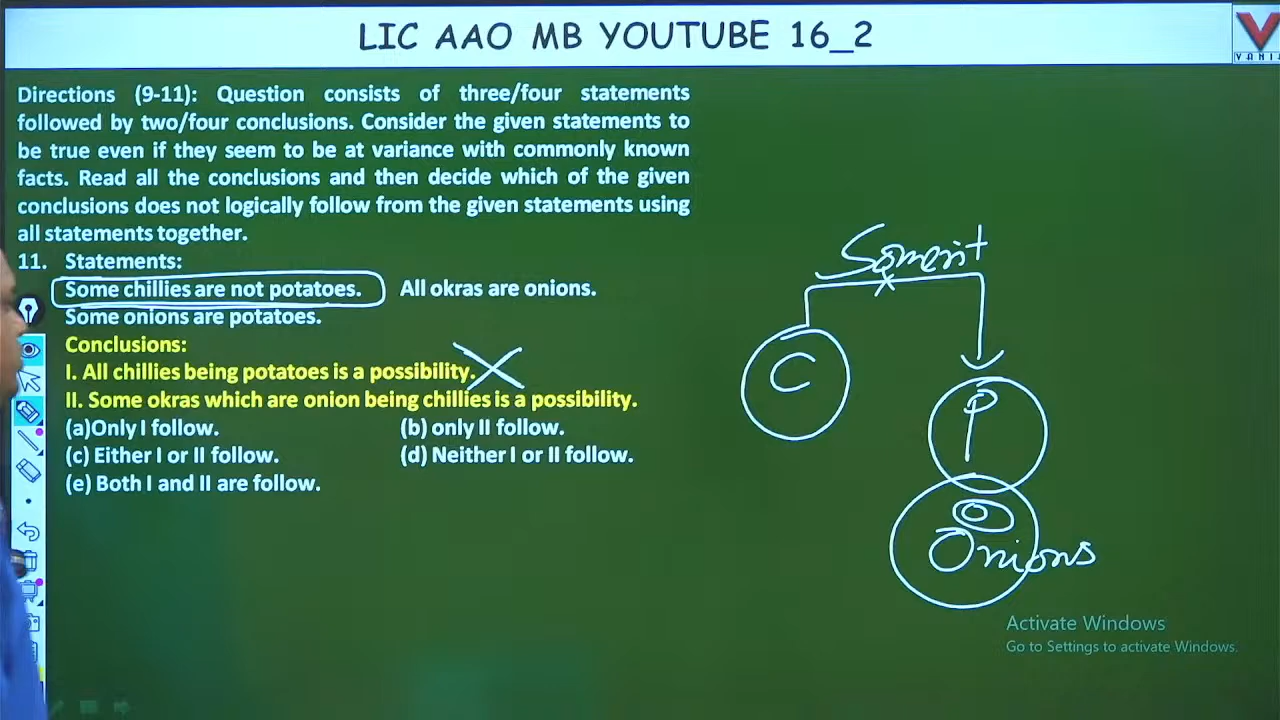 LIC AAO MB YOUTUBE 16_2
VANI
Directions (9-11): Question consists of three/four statements
followed by two/four conclusions. Consider the given statements to
be true even if they seem to be at variance with commonly known
facts. Read all the conclusions and then decide which of the given
conclusions does not logically follow from the given statements using
all statements together.
11. Statements:
Some chillies are not potatoes. All okras are onions.
Some onions are potatoes.
Conclusions:
I. All chillies being potatoes is a possibility.
II. Some okras which are onion being chillies is a possibility.
(a)Only I follow. (b) only II follow.
(c) Either I or II follow. (d) Neither I or II follow.
(e) Both I and II are follow.
C
P
O
Onions
Activate Windows
Go to Settings to activate Windows.